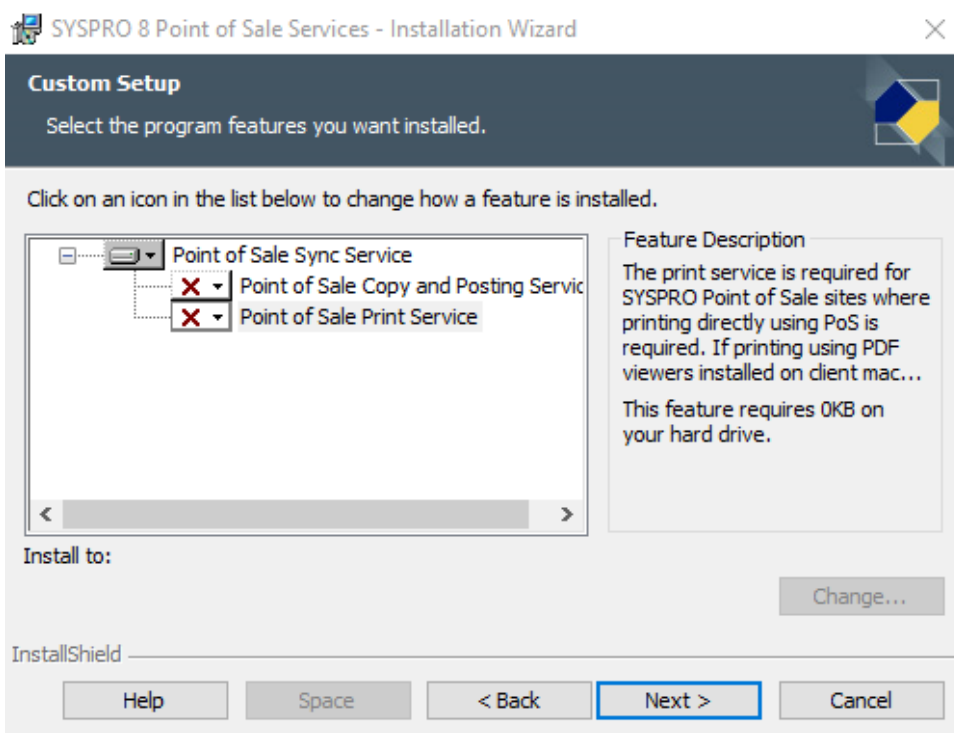 SYSPRO 8 Point of Sale Services - Installation Wizard
Custom Setup
Select the program features you want installed.
Click on an icon in the list below to change how a feature is installed.
Point of Sale Sync Service
Point of Sale Copy and Posting Servic
Point of Sale Print Service
Feature Description
The print service is required for
SYSPRO Point of Sale sites where
printing directly using PoS is
required. If printing using PDF
viewers installed on client mac...
This feature requires 0KB on
your hard drive.
Install to:
Change...
InstallShield
Help
Space
< Back
Next >
Cancel